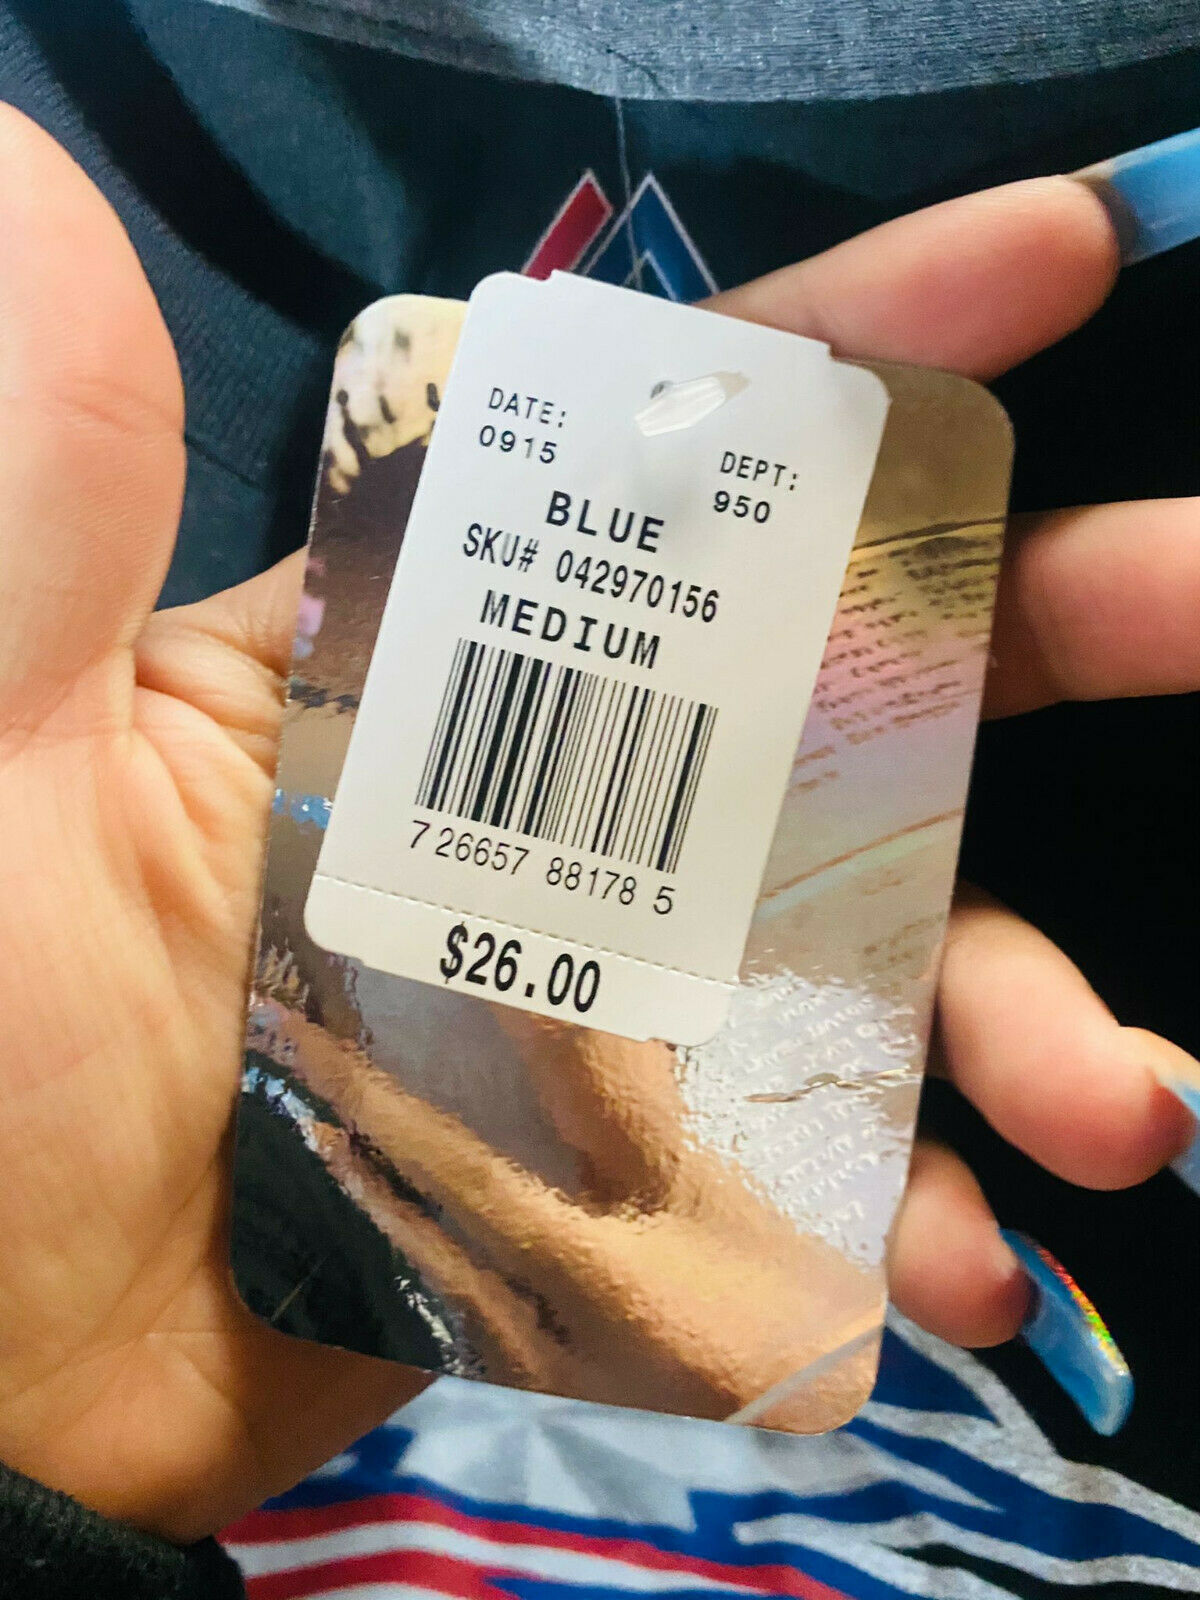 DATE:
0915
DEPT:
950
BLUE
SKU# 042970156
MEDIUM
7 26657 88178 5
$26.00